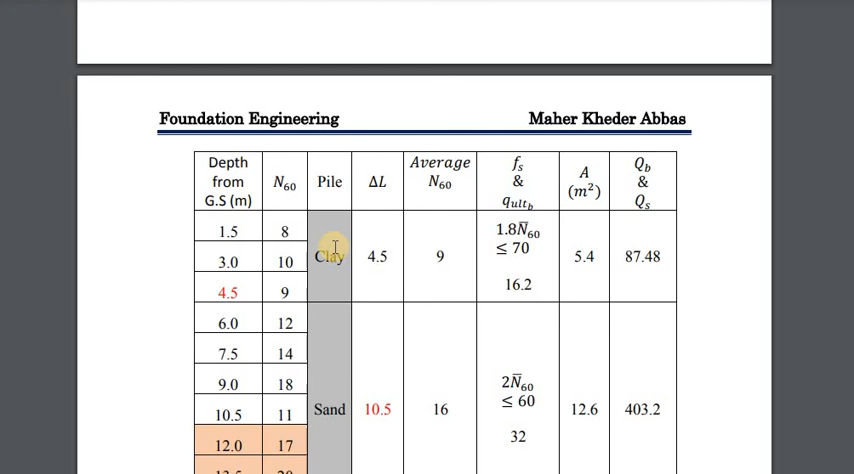 Foundation Engineering Maher Kheder Abbas
Depth from G.S (m) N₆₀ Pile ΔL Average N₆₀ fₛ & qᵤₗₜ_b A (m²) Q_b & Qₛ
1.5 8 Clay 4.5 9 1.8N̅₆₀ ≤ 70 16.2 5.4 87.48
3.0 10
4.5 9
6.0 12 Sand 10.5 16 2N̅₆₀ ≤ 60 32 12.6 403.2
7.5 14
9.0 18
10.5 11
12.0 17